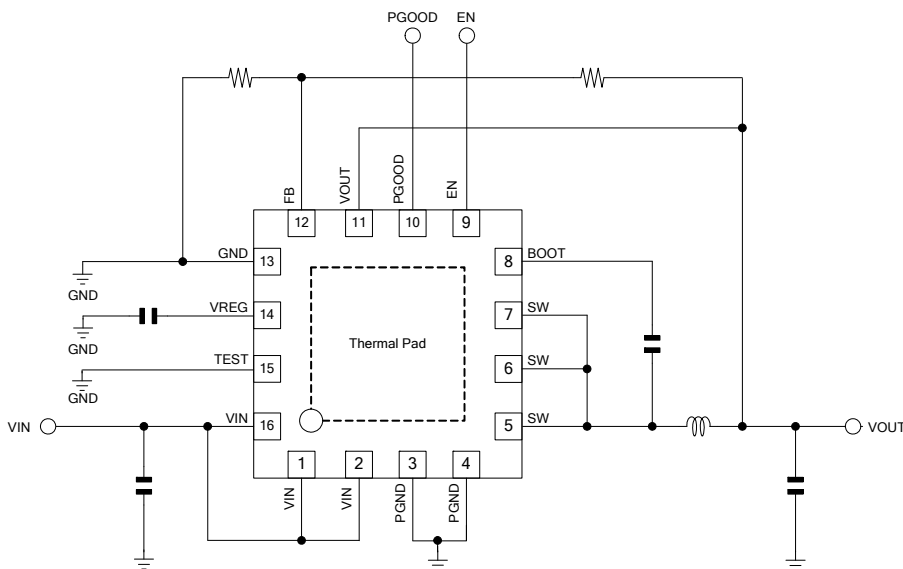 PGOOD EN
FB
VOUT
PGOOD
EN
12 11 10 9
GND 13
GND
8 BOOT
VREG 14
GND
7 SW
Thermal Pad
TEST 15
GND
6 SW
VIN
VIN 16
5 SW
VOUT
1 2 3 4
VIN
VIN
PGND
PGND